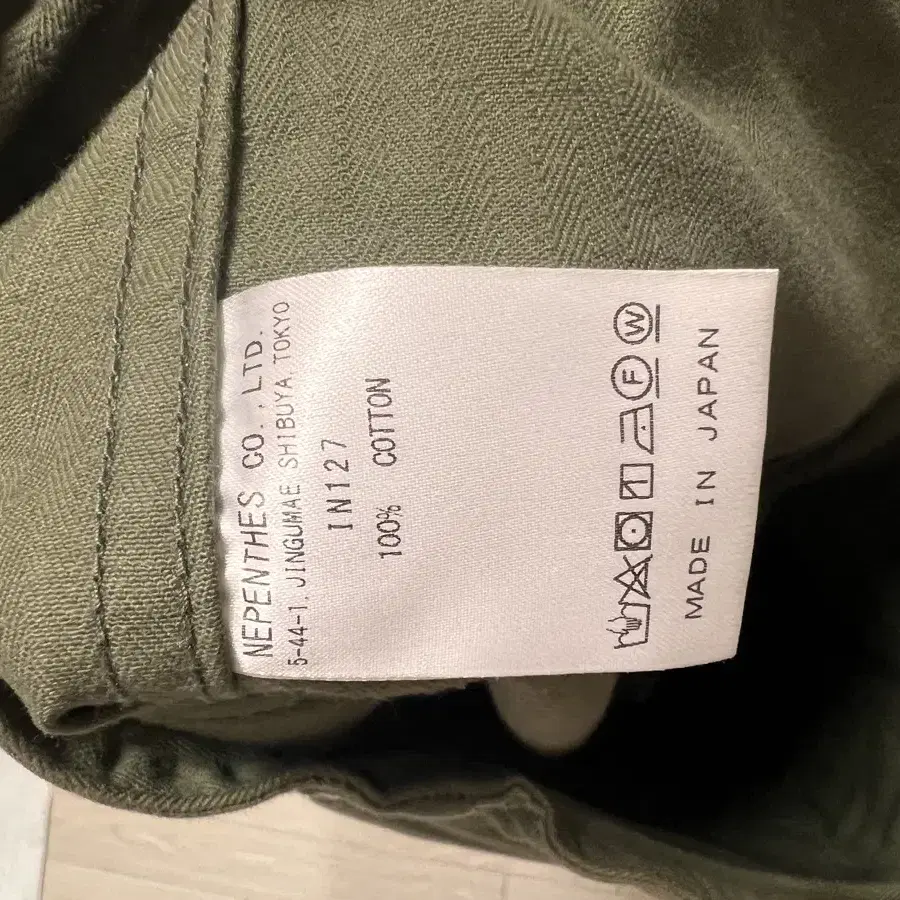 NEPENTHES CO., LTD.
5-44-1, JINGUMAE SHIBUYA, TOKYO
IN127
100% COTTON
F W
MADE IN JAPAN